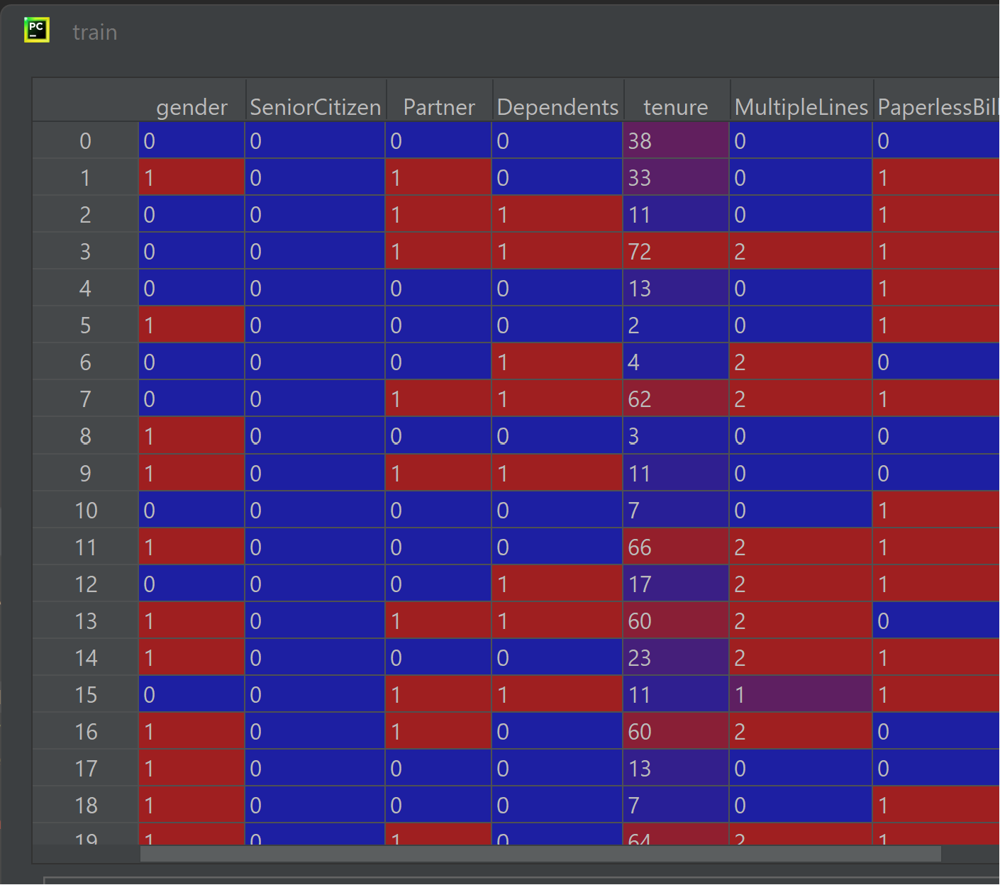 PC
train
gender SeniorCitizen Partner Dependents tenure MultipleLines PaperlessBill
0 0 0 0 0 38 0 0
1 1 0 1 0 33 0 1
2 0 0 1 1 11 0 1
3 0 0 1 1 72 2 1
4 0 0 0 0 13 0 1
5 1 0 0 0 2 0 1
6 0 0 0 1 4 2 0
7 0 0 1 1 62 2 1
8 1 0 0 0 3 0 0
9 1 0 1 1 11 0 0
10 0 0 0 0 7 0 1
11 1 0 0 0 66 2 1
12 0 0 0 1 17 2 1
13 1 0 1 1 60 2 0
14 1 0 0 0 23 2 1
15 0 0 1 1 11 1 1
16 1 0 1 0 60 2 0
17 1 0 0 0 13 0 0
18 1 0 0 0 7 0 1
19 1 0 1 0 64 2 1